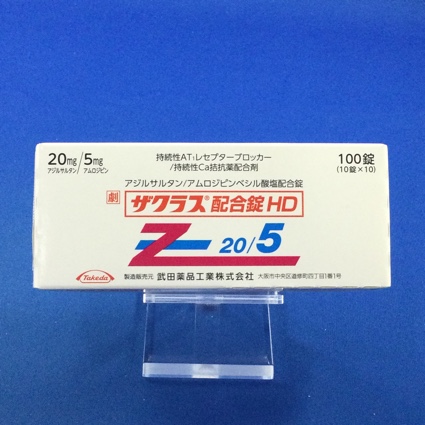 20mg/5mg
アジルサルタン/アムロジピン
持続性AT₁レセプターブロッカー
/持続性Ca拮抗薬配合剤
100錠
(10錠×10)
アジルサルタン/アムロジピンベシル酸塩配合錠
劇 ザクラス®配合錠HD
Z 20/5
Takeda
製造販売元 武田薬品工業株式会社 大阪市中央区道修町四丁目1番1号